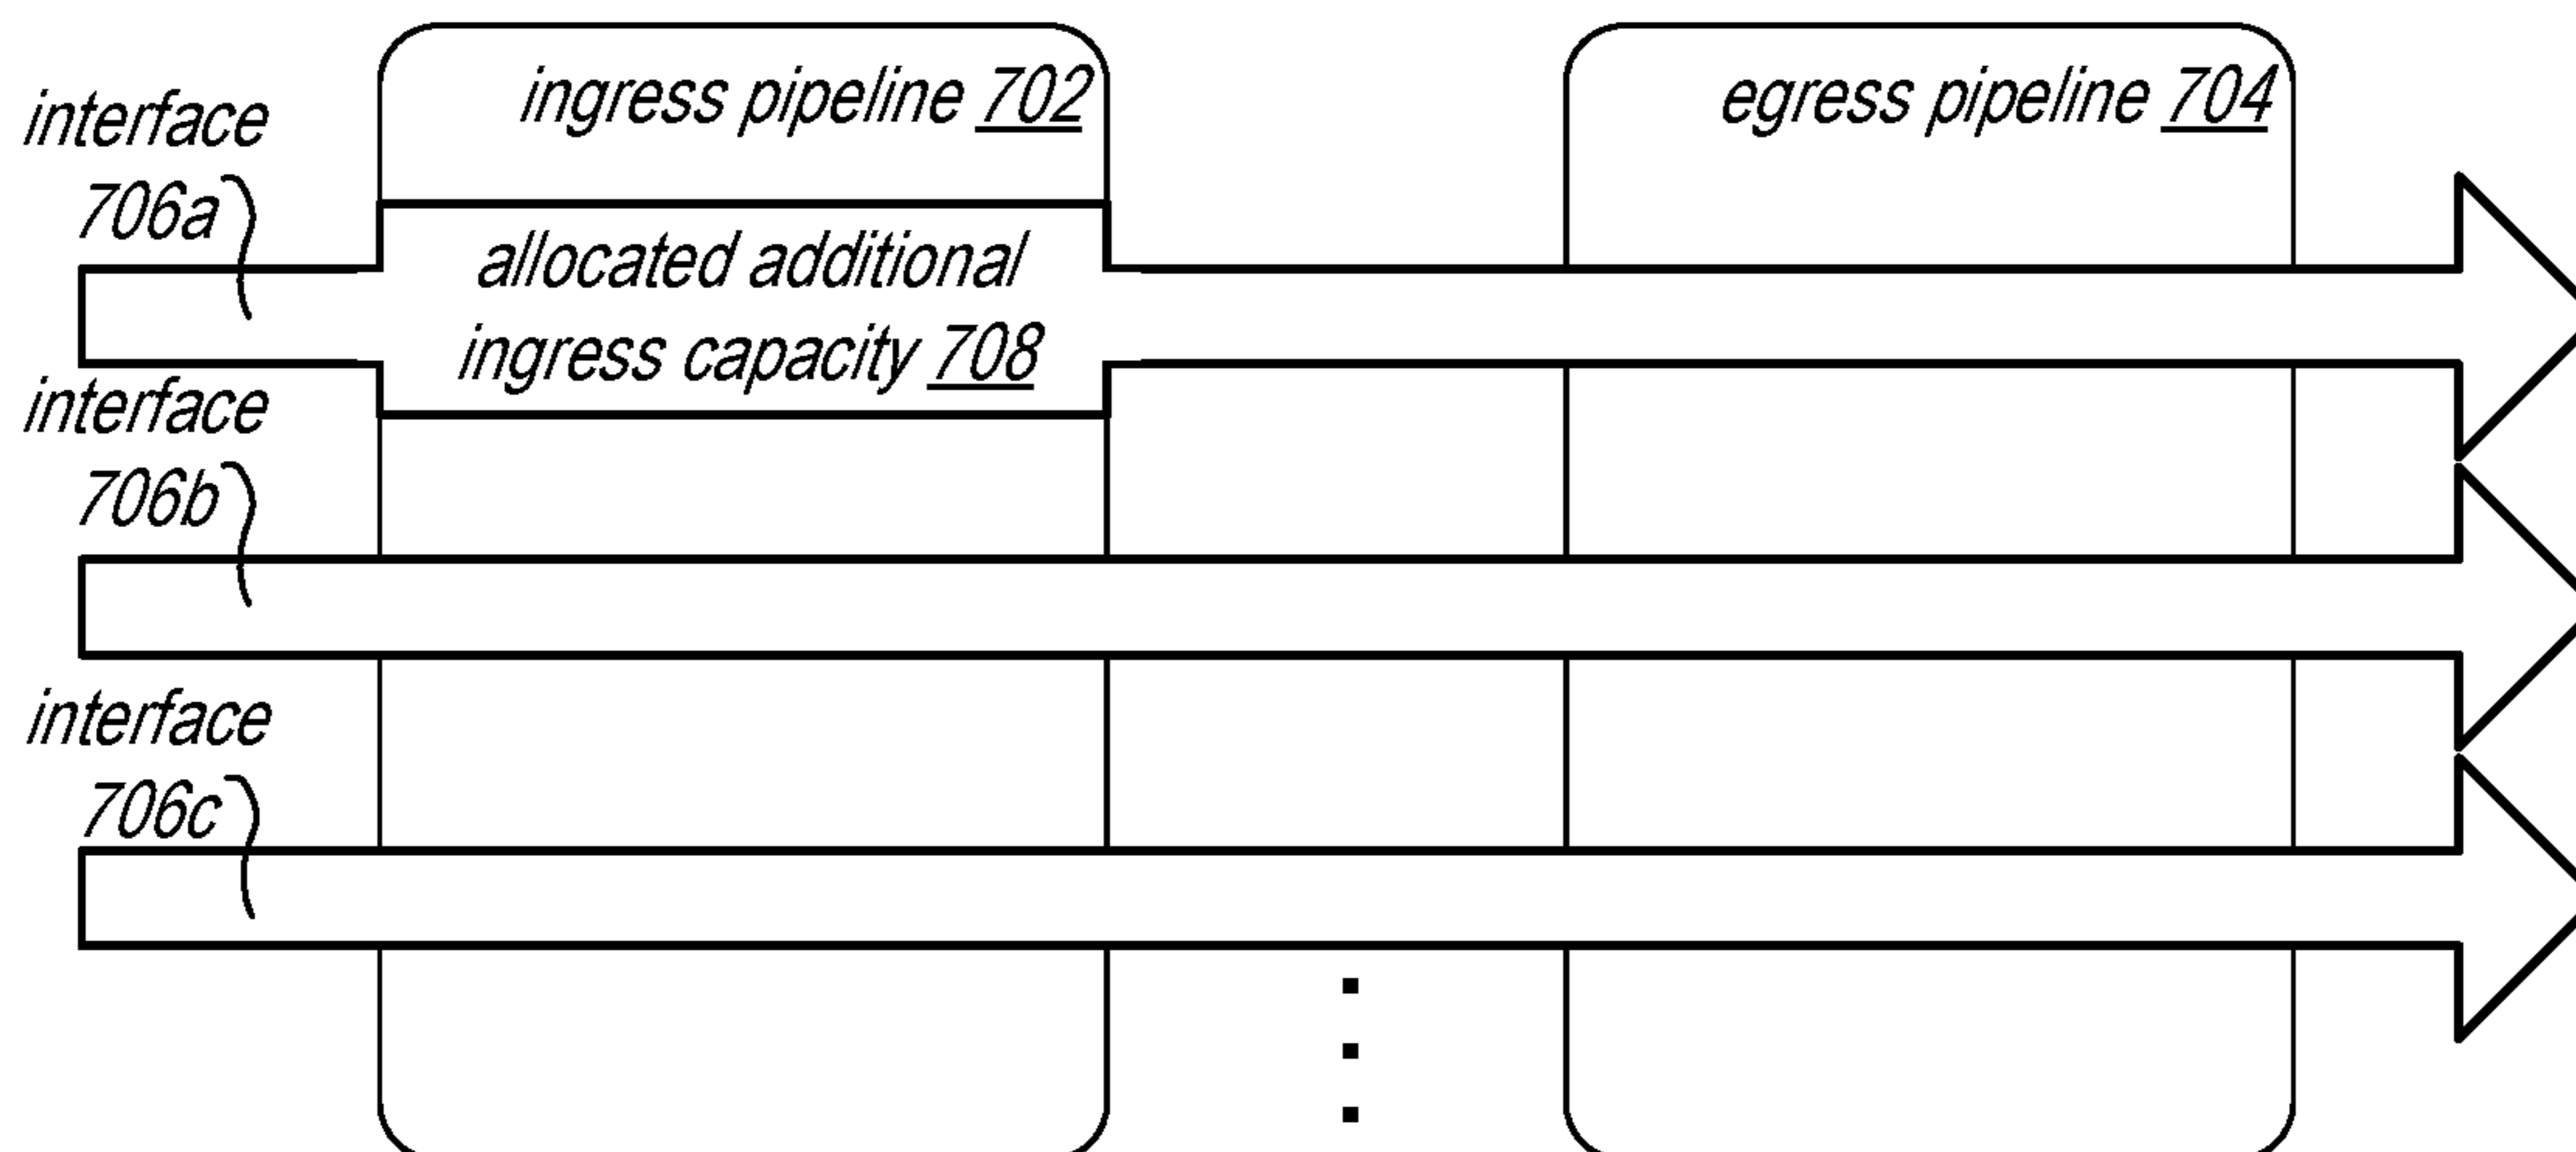 ingress pipeline 702
egress pipeline 704
interface
706a
allocated additional
ingress capacity 708
interface
706b
interface
706c